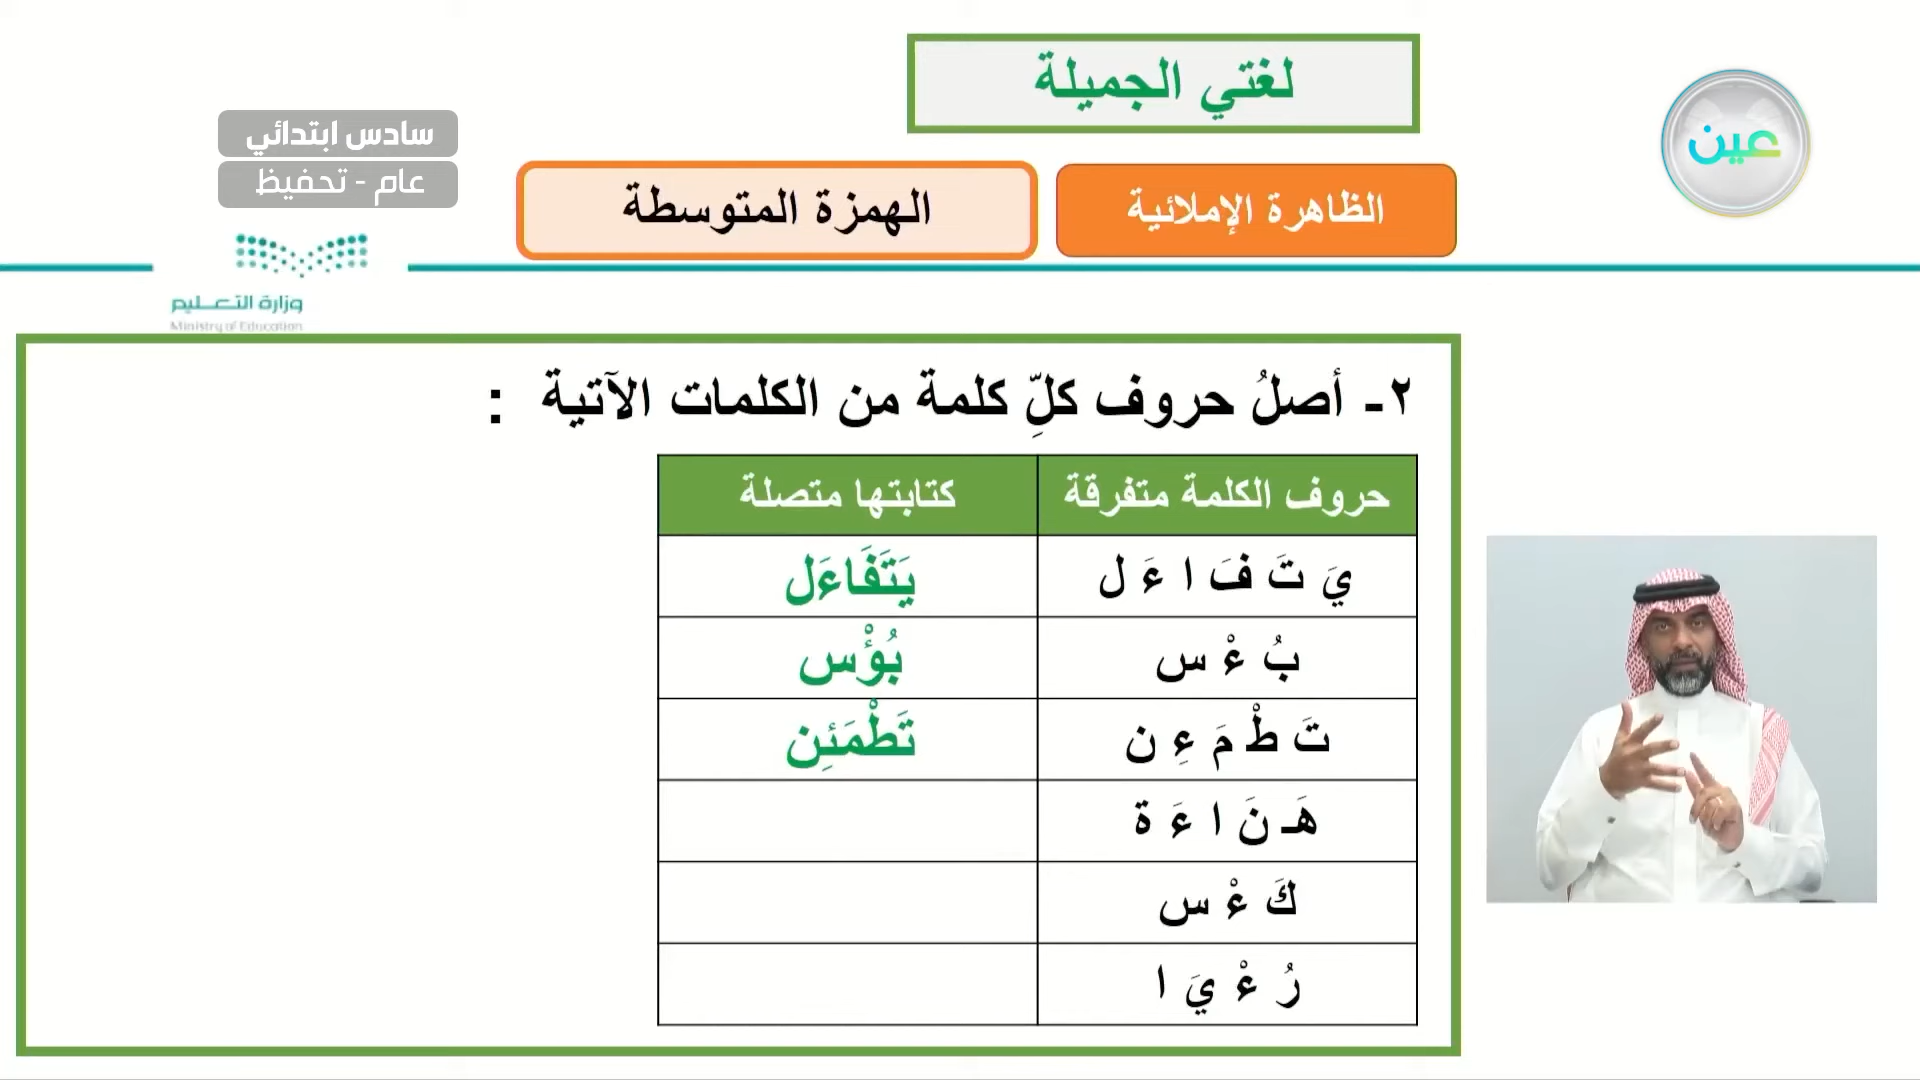 لغتي الجميلة
عين
سادس ابتدائي
عام - تحفيظ
الظاهرة الإملائية
الهمزة المتوسطة
وزارة التعليم
Ministry of Education
٢- أصلُ حروف كلِّ كلمة من الكلمات الآتية :
حروف الكلمة متفرقة كتابتها متصلة
يَ تَ فَ ا ءَ ل يَتَفَاءَل
بُ ءْ س بُؤْس
تَ طْ مَ ءِ ن تَطْمَئِن
هَـ نَ ا ءَ ة
كَ ءْ س
رُ ءْ يَ ا